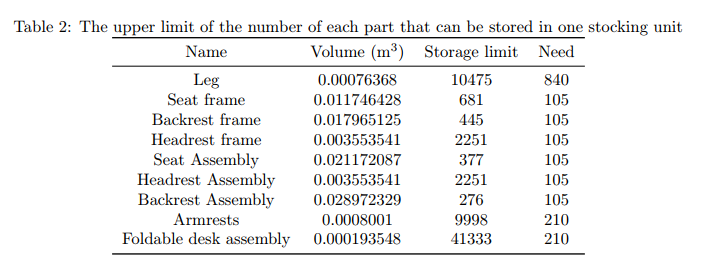 Table 2: The upper limit of the number of each part that can be stored in one stocking unit
Name Volume (m³) Storage limit Need
Leg 0.00076368 10475 840
Seat frame 0.011746428 681 105
Backrest frame 0.017965125 445 105
Headrest frame 0.003553541 2251 105
Seat Assembly 0.021172087 377 105
Headrest Assembly 0.003553541 2251 105
Backrest Assembly 0.028972329 276 105
Armrests 0.0008001 9998 210
Foldable desk assembly 0.000193548 41333 210